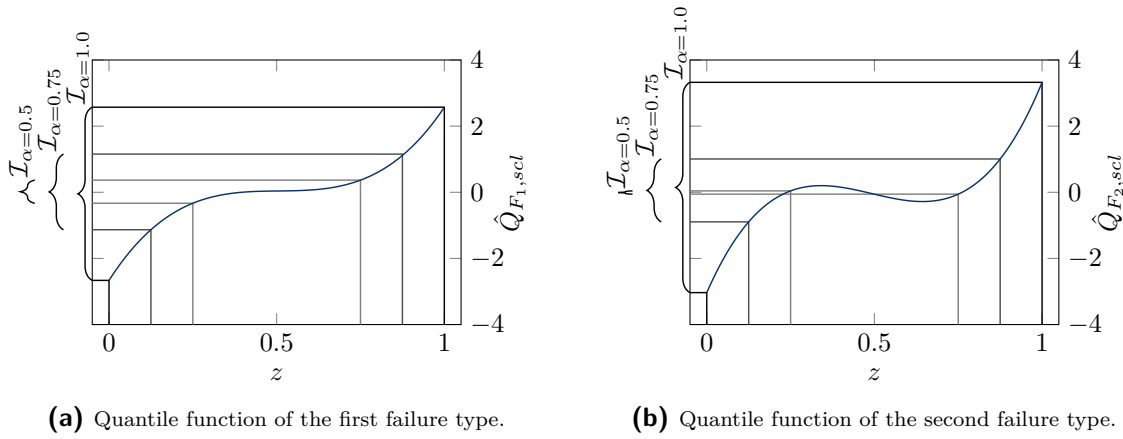 𝓘α=0.5
𝓘α=0.75
𝓘α=1.0
4
2
0
−2
−4
Q̂F₁,scl
0
0.5
1
z
(a) Quantile function of the first failure type.
𝓘α=0.5
𝓘α=0.75
𝓘α=1.0
4
2
0
−2
−4
Q̂F₂,scl
0
0.5
1
z
(b) Quantile function of the second failure type.